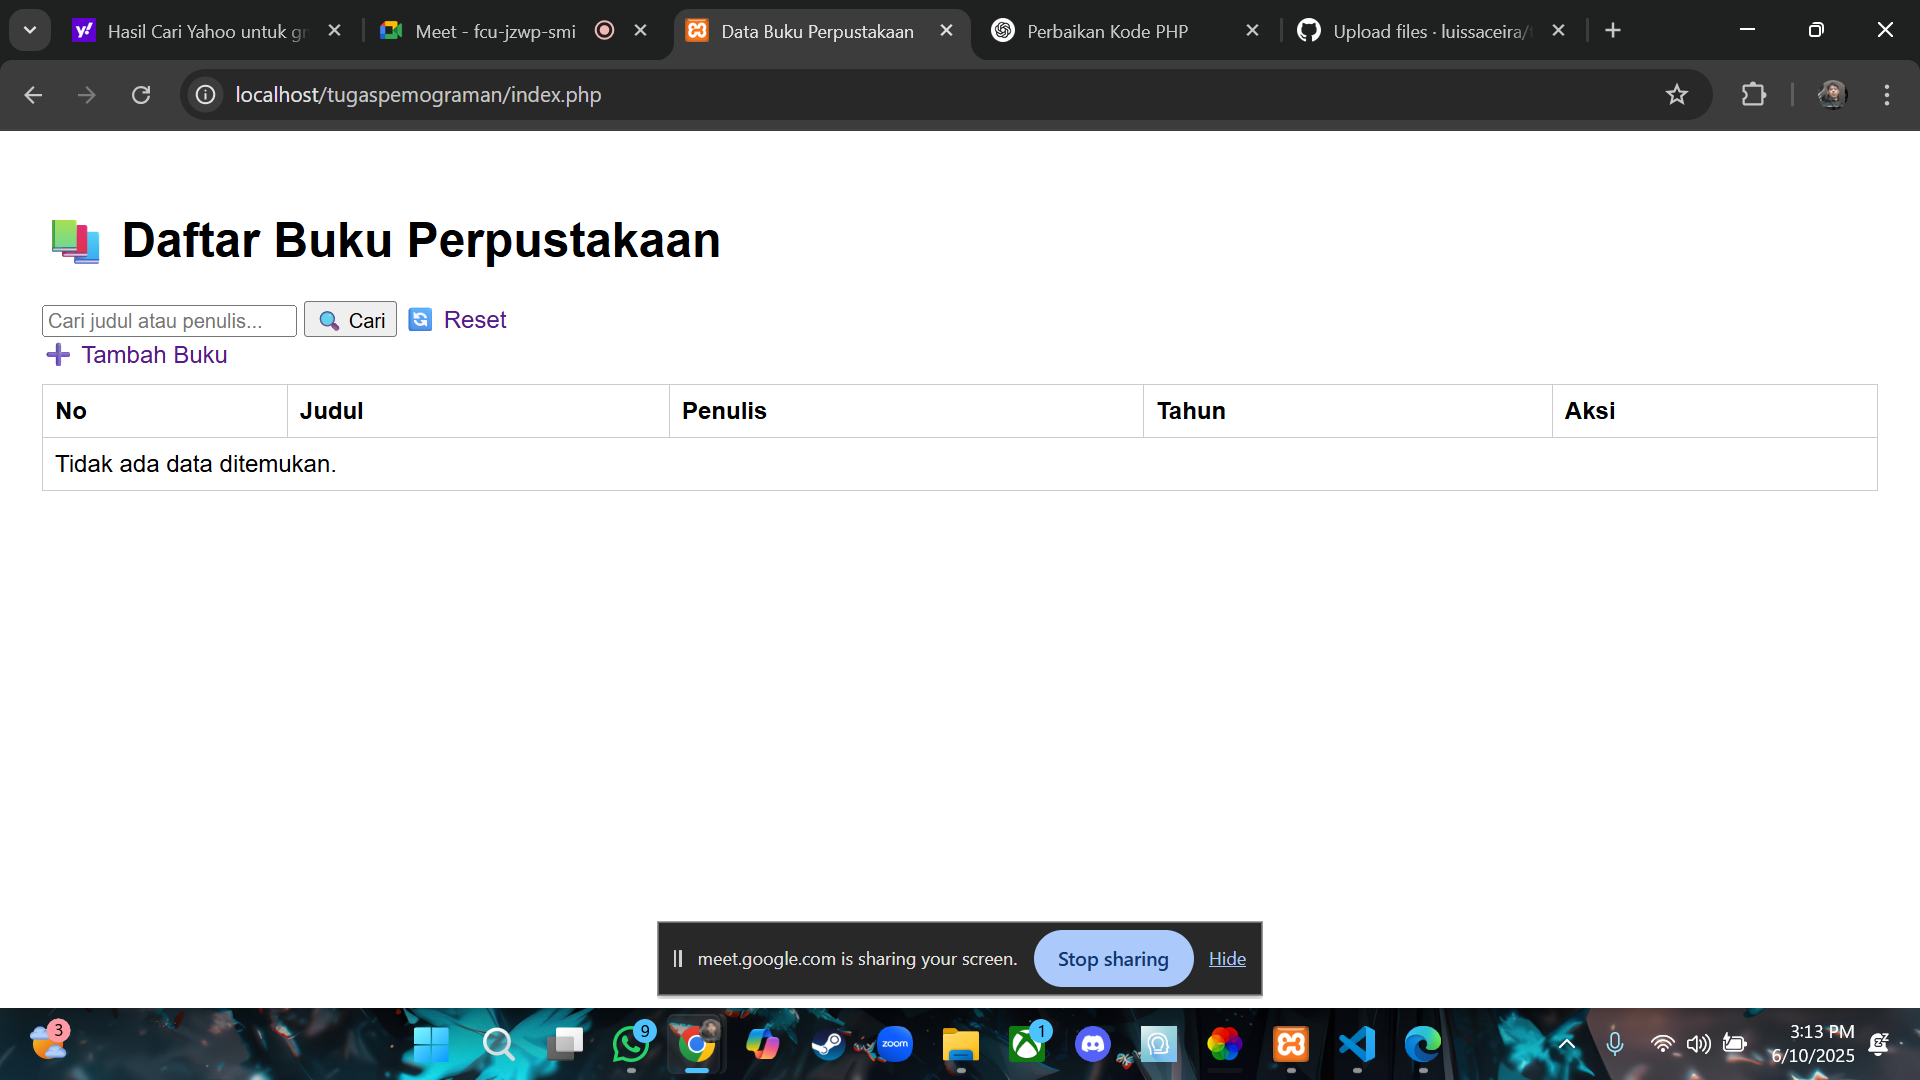 Hasil Cari Yahoo untuk gr
Meet - fcu-jzwp-smi
Data Buku Perpustakaan
Perbaikan Kode PHP
Upload files · luissaceira/
localhost/tugaspemograman/index.php
Daftar Buku Perpustakaan
Cari judul atau penulis...
Cari
Reset
Tambah Buku
No Judul Penulis Tahun Aksi
Tidak ada data ditemukan.
meet.google.com is sharing your screen.
Stop sharing
Hide
3
9
zoom
1
3:13 PM
6/10/2025